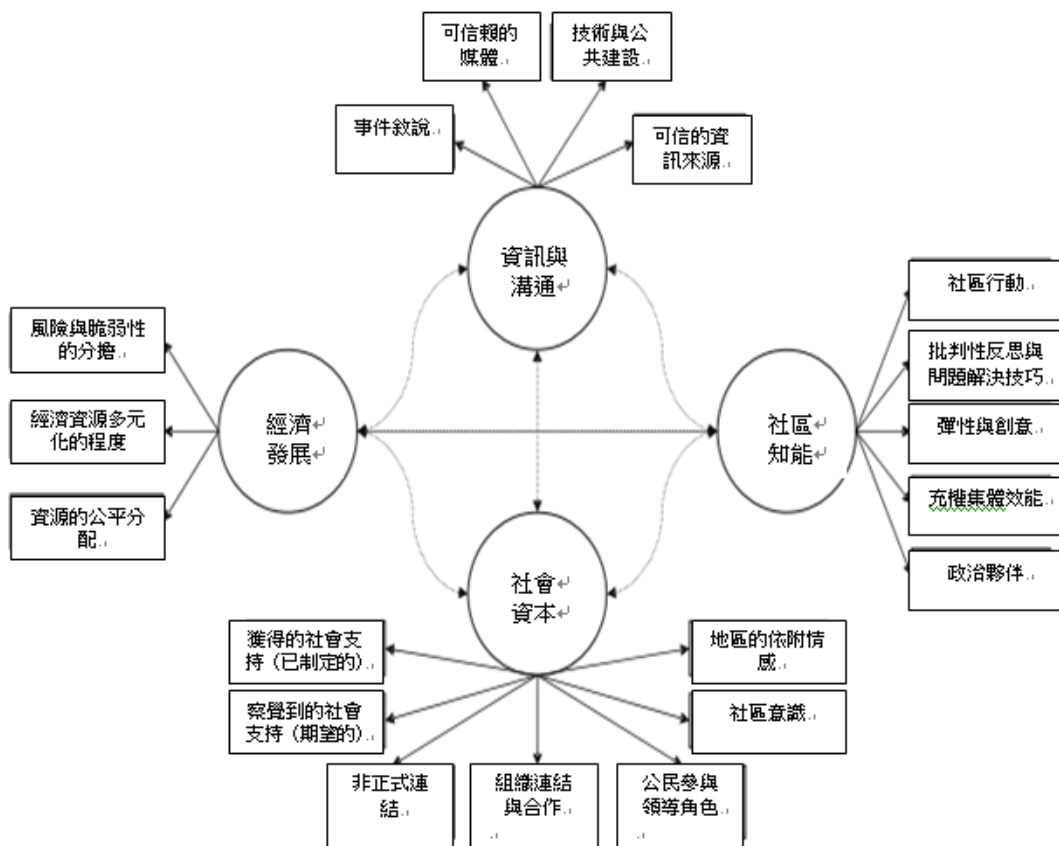 可信賴的
媒體
技術與公
共建設
事件敘說
可信的資
訊來源
資訊與
溝通
社區行動
批判性反思與
問題解決技巧
彈性與創意
充權集體效能
政治夥伴
風險與脆弱性
的分擔
經濟資源多元
化的程度
資源的公平分
配
經濟
發展
社區
知能
社會
資本
獲得的社會支
持（已制定的）
察覺到的社會
支持（期望的）
非正式連
結
組織連結
與合作
公民參與
領導角色
地區的依附情
感
社區意識